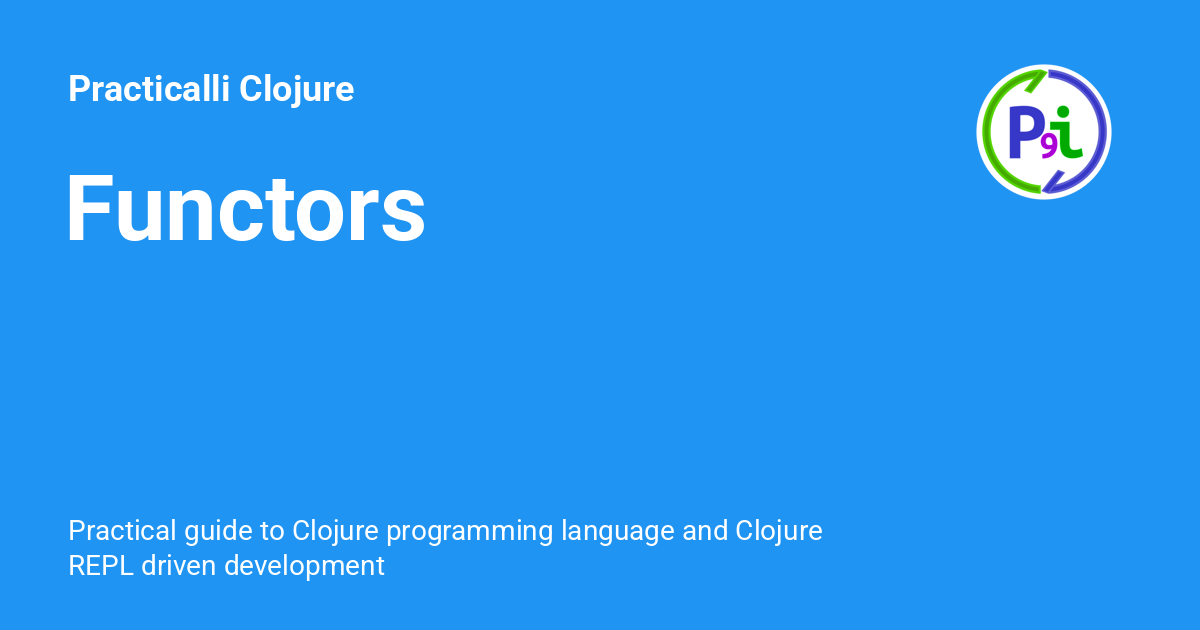 Practicalli Clojure
P9i
Functors
Practical guide to Clojure programming language and Clojure
REPL driven development